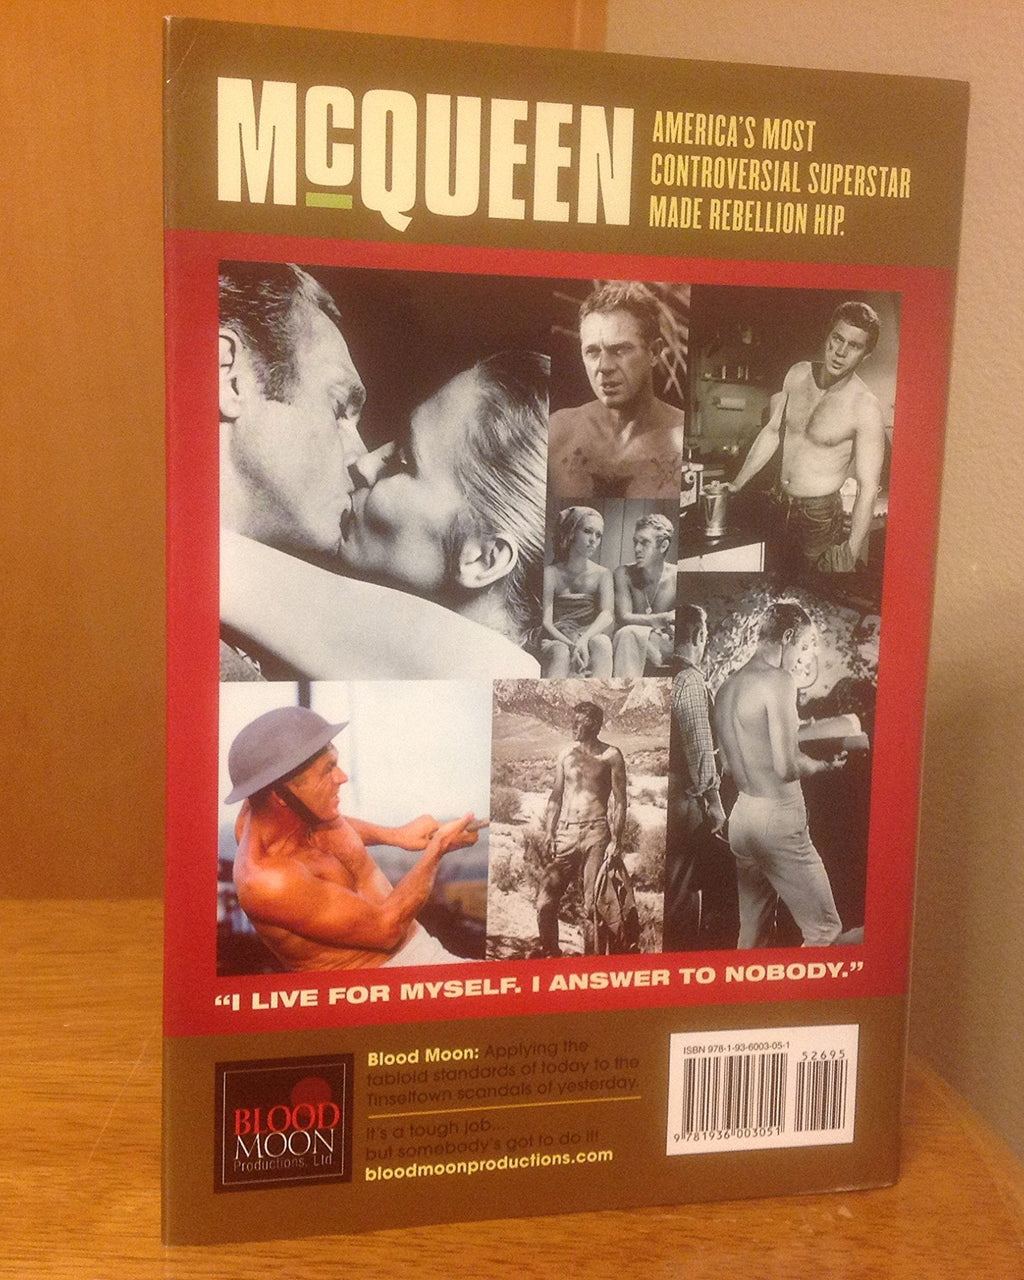 McQUEEN
AMERICA'S MOST
CONTROVERSIAL SUPERSTAR
MADE REBELLION HIP.
“I LIVE FOR MYSELF. I ANSWER TO NOBODY.”
BLOOD
MOON
Productions, Ltd.
Blood Moon: Applying the
tabloid standards of today to the
Tinseltown scandals of yesterday.
It's a tough job...
but somebody's got to do it!
bloodmoonproductions.com
ISBN 978-1-93-6003-05-1
52695
9 781936 003051